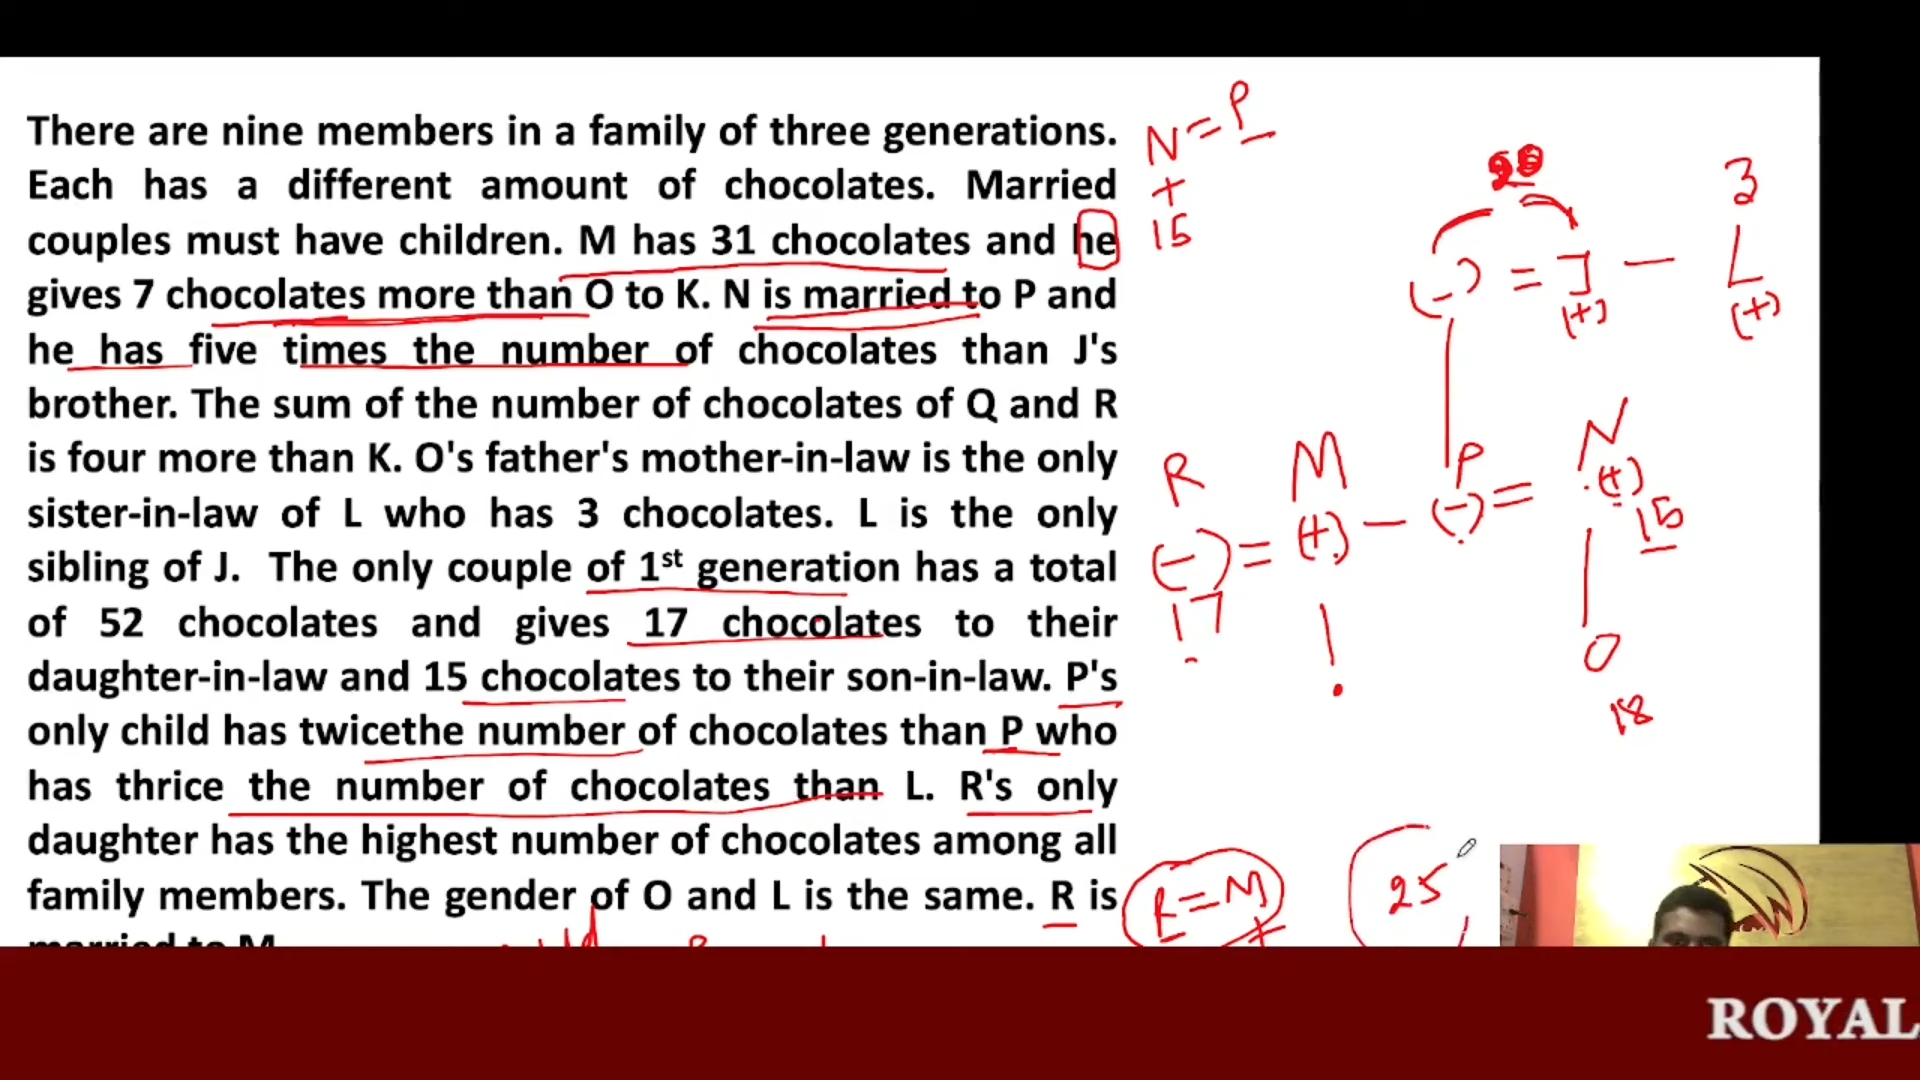 There are nine members in a family of three generations.
Each has a different amount of chocolates. Married
couples must have children. M has 31 chocolates and he
gives 7 chocolates more than O to K. N is married to P and
he has five times the number of chocolates than J's
brother. The sum of the number of chocolates of Q and R
is four more than K. O's father's mother-in-law is the only
sister-in-law of L who has 3 chocolates. L is the only
sibling of J. The only couple of 1st generation has a total
of 52 chocolates and gives 17 chocolates to their
daughter-in-law and 15 chocolates to their son-in-law. P's
only child has twicethe number of chocolates than P who
has thrice the number of chocolates than L. R's only
daughter has the highest number of chocolates among all
family members. The gender of O and L is the same. R is
married to M.
N = P
+
15
3
(-) = J - L
(+) (+)
R M P N
(-) = (+) - (-) = (+)
17 15
O
18
R = M
+
25
ROYAL